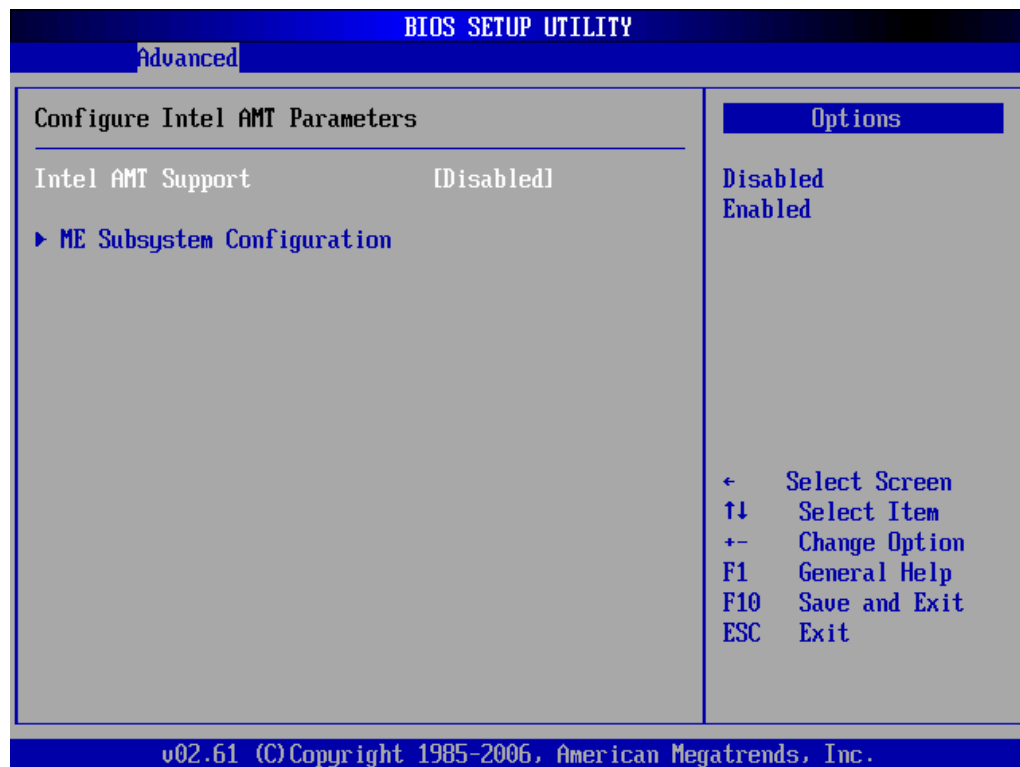 BIOS SETUP UTILITY
Advanced
Configure Intel AMT Parameters
Intel AMT Support [Disabled]
▶ ME Subsystem Configuration
Options
Disabled
Enabled
← Select Screen
↑↓ Select Item
+- Change Option
F1 General Help
F10 Save and Exit
ESC Exit
v02.61 (C)Copyright 1985-2006, American Megatrends, Inc.